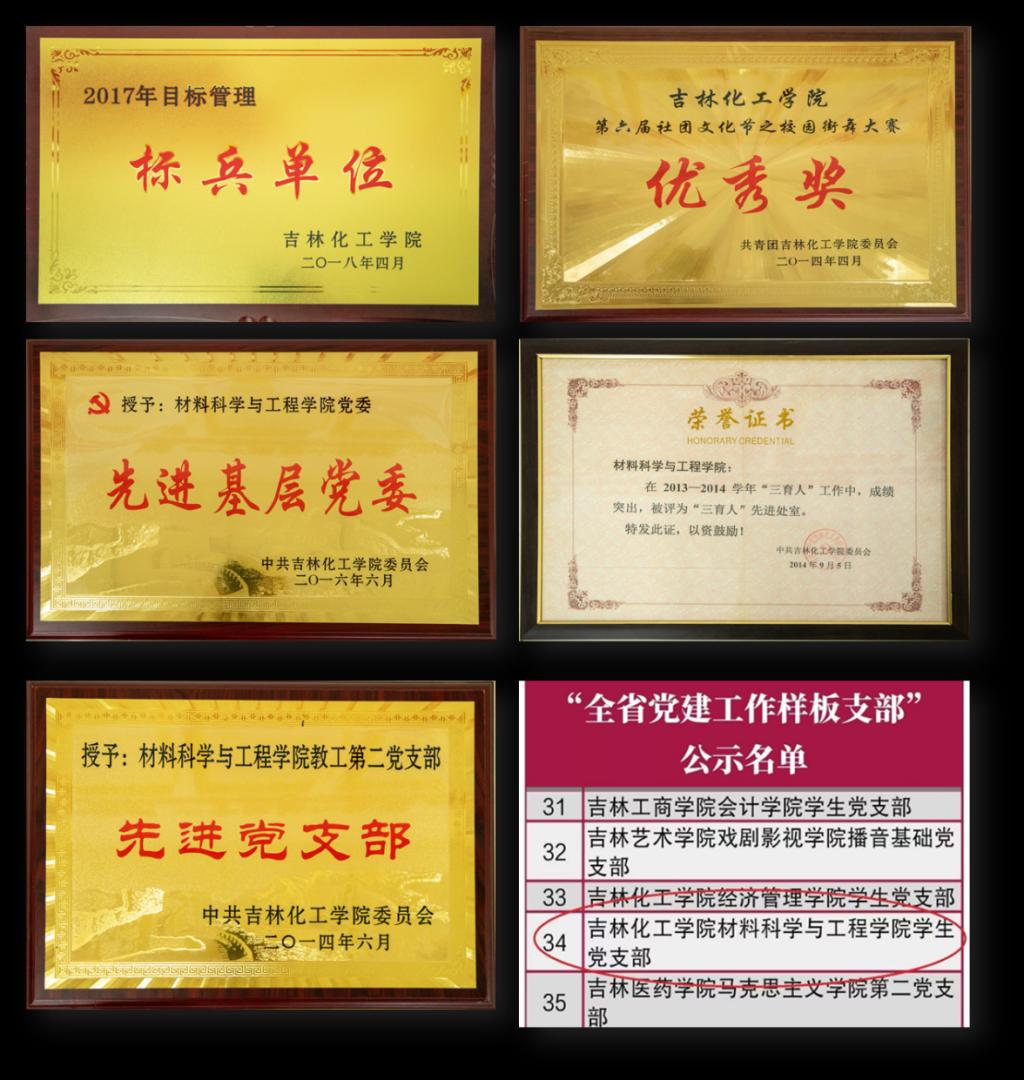 2017年目标管理
标兵单位
吉林化工学院
二〇一八年四月
吉林化工学院
第六届社团文化节之校园街舞大赛
优秀奖
共青团吉林化工学院委员会
二〇一四年四月
授予：材料科学与工程学院党委
先进基层党委
中共吉林化工学院委员会
二〇一六年六月
荣誉证书
HONORARY CREDENTIAL
材料科学与工程学院：
在 2013—2014 学年“三育人”工作中，成绩
突出，被评为“三育人”先进处室。
特发此证，以资鼓励！
中共吉林化工学院委员会
2014 年 9 月 5 日
授予：材料科学与工程学院教工第二党支部
先进党支部
中共吉林化工学院委员会
二〇一四年六月
“全省党建工作样板支部”
公示名单
31 吉林工商学院会计学院学生党支部
32 吉林艺术学院戏剧影视学院播音基础党
支部
33 吉林化工学院经济管理学院学生党支部
34 吉林化工学院材料科学与工程学院学生
党支部
35 吉林医药学院马克思主义学院第二党支
部